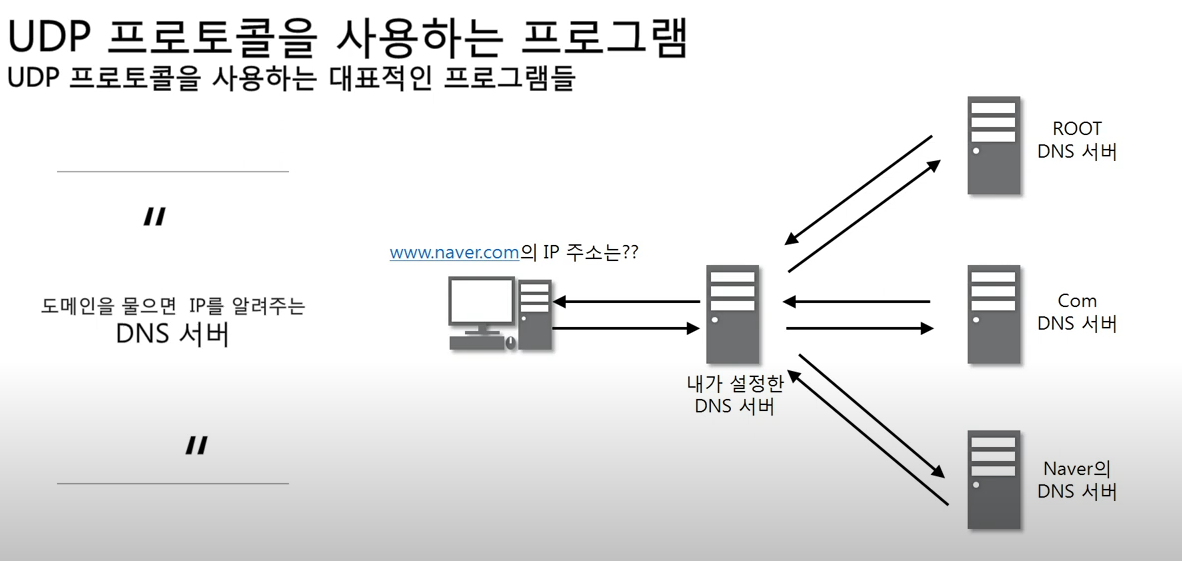 UDP 프로토콜을 사용하는 프로그램
UDP 프로토콜을 사용하는 대표적인 프로그램들
"
도메인을 물으면 IP를 알려주는
DNS 서버
"
www.naver.com의 IP 주소는??
내가 설정한
DNS 서버
ROOT
DNS 서버
Com
DNS 서버
Naver의
DNS 서버